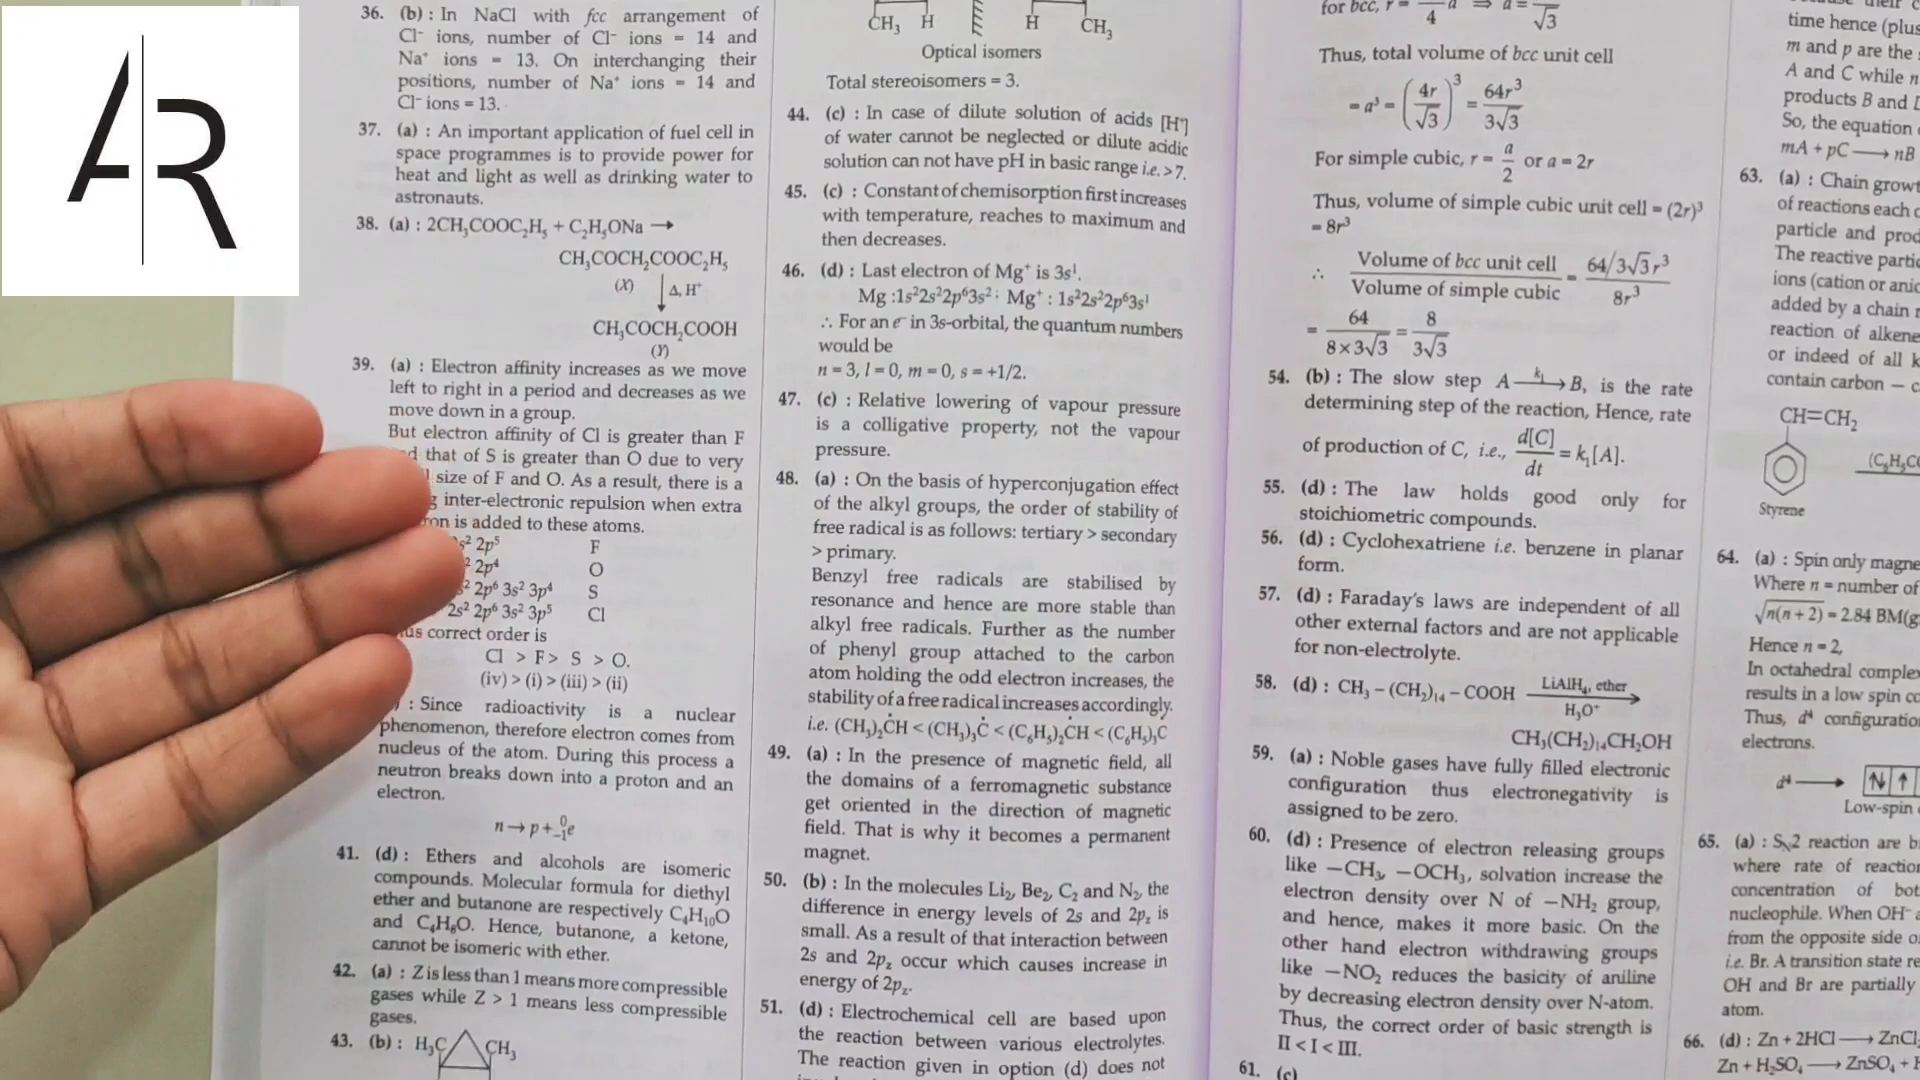 AR
36. (b) : In NaCl with fcc arrangement of
Cl⁻ ions, number of Cl⁻ ions = 14 and
Na⁺ ions = 13. On interchanging their
positions, number of Na⁺ ions = 14 and
Cl⁻ ions = 13.
37. (a) : An important application of fuel cell in
space programmes is to provide power for
heat and light as well as drinking water to
astronauts.
38. (a) : 2CH₃COOC₂H₅ + C₂H₅ONa →
CH₃COCH₂COOC₂H₅
(X) Δ, H⁺
CH₃COCH₂COOH
(Y)
39. (a) : Electron affinity increases as we move
left to right in a period and decreases as we
move down in a group.
But electron affinity of Cl is greater than F
that of S is greater than O due to very
size of F and O. As a result, there is a
inter-electronic repulsion when extra
is added to these atoms.
2p⁵ F
2p⁴ O
2p⁶ 3s² 3p⁴ S
2s² 2p⁶ 3s² 3p⁵ Cl
correct order is
Cl > F > S > O.
(iv) > (i) > (iii) > (ii)
: Since radioactivity is a nuclear
phenomenon, therefore electron comes from
nucleus of the atom. During this process a
neutron breaks down into a proton and an
electron.
n → p + ⁰₋₁e
41. (d) : Ethers and alcohols are isomeric
compounds. Molecular formula for diethyl
ether and butanone are respectively C₄H₁₀O
and C₄H₈O. Hence, butanone, a ketone,
cannot be isomeric with ether.
42. (a) : Z is less than 1 means more compressible
gases while Z > 1 means less compressible
gases.
43. (b) : H₃C CH₃
CH₃ H H CH₃
Optical isomers
Total stereoisomers = 3.
44. (c) : In case of dilute solution of acids [H⁺]
of water cannot be neglected or dilute acidic
solution can not have pH in basic range i.e. > 7.
45. (c) : Constant of chemisorption first increases
with temperature, reaches to maximum and
then decreases.
46. (d) : Last electron of Mg⁺ is 3s¹.
Mg : 1s²2s²2p⁶3s² ; Mg⁺ : 1s²2s²2p⁶3s¹
∴ For an e⁻ in 3s-orbital, the quantum numbers
would be
n = 3, l = 0, m = 0, s = +1/2.
47. (c) : Relative lowering of vapour pressure
is a colligative property, not the vapour
pressure.
48. (a) : On the basis of hyperconjugation effect
of the alkyl groups, the order of stability of
free radical is as follows: tertiary > secondary
> primary.
Benzyl free radicals are stabilised by
resonance and hence are more stable than
alkyl free radicals. Further as the number
of phenyl group attached to the carbon
atom holding the odd electron increases, the
stability of a free radical increases accordingly.
i.e. (CH₃)₂ĊH < (CH₃)₃Ċ < (C₆H₅)₂ĊH < (C₆H₅)₃Ċ
49. (a) : In the presence of magnetic field, all
the domains of a ferromagnetic substance
get oriented in the direction of magnetic
field. That is why it becomes a permanent
magnet.
50. (b) : In the molecules Li₂, Be₂, C₂ and N₂, the
difference in energy levels of 2s and 2p_z is
small. As a result of that interaction between
2s and 2p_z occur which causes increase in
energy of 2p_z.
51. (d) : Electrochemical cell are based upon
the reaction between various electrolytes.
The reaction given in option (d) does not
for bcc, r = a/4 ⇒ a = /√3
Thus, total volume of bcc unit cell
= a³ = (4r/√3)³ = 64r³/3√3
For simple cubic, r = a/2 or a = 2r
Thus, volume of simple cubic unit cell = (2r)³
= 8r³
∴ Volume of bcc unit cell/Volume of simple cubic = 64/3√3r³/8r³
= 64/8×3√3 = 8/3√3
54. (b) : The slow step A —k₁→ B, is the rate
determining step of the reaction, Hence, rate
of production of C, i.e., d[C]/dt = k₁[A].
55. (d) : The law holds good only for
stoichiometric compounds.
56. (d) : Cyclohexatriene i.e. benzene in planar
form.
57. (d) : Faraday's laws are independent of all
other external factors and are not applicable
for non-electrolyte.
58. (d) : CH₃ – (CH₂)₁₄ – COOH —LiAlH₄, ether / H₃O⁺→
CH₃(CH₂)₁₄CH₂OH
59. (a) : Noble gases have fully filled electronic
configuration thus electronegativity is
assigned to be zero.
60. (d) : Presence of electron releasing groups
like –CH₃, –OCH₃, solvation increase the
electron density over N of –NH₂ group,
and hence, makes it more basic. On the
other hand electron withdrawing groups
like –NO₂ reduces the basicity of aniline
by decreasing electron density over N-atom.
Thus, the correct order of basic strength is
II < I < III.
61. (c)
time hence (plus
m and p are the
A and C while n
products B and
So, the equation
mA + pC → nB
63. (a) : Chain
of reactions each
particle and
The reactive
ions (cation or
added by a chain
reaction of
or indeed of all
contain carbon –
CH=CH₂
Styrene
64. (a) : Spin only
Where n = number of
√n(n + 2) = 2.84 BM
Hence n = 2,
In octahedral
results in a low spin
Thus, d⁴
electrons.
d⁴ →
Low-spin
65. (a) : S_N2 reaction are
where rate of
concentration of
nucleophile. When OH⁻
from the opposite side
i.e. Br. A transition state
OH and Br are partially
atom.
66. (d) : Zn + 2HCl → ZnCl₂
Zn + H₂SO₄ → ZnSO₄ +